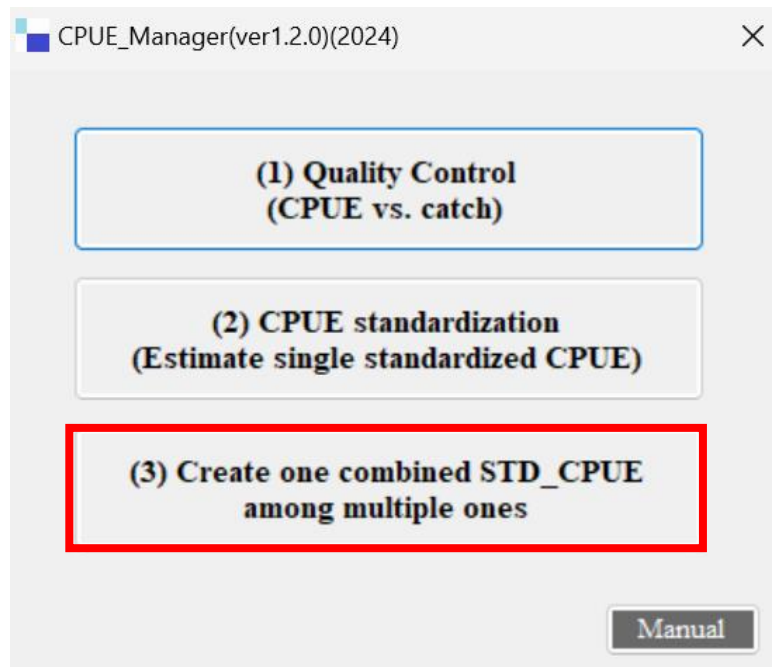 CPUE_Manager(ver1.2.0)(2024)
(1) Quality Control
(CPUE vs. catch)
(2) CPUE standardization
(Estimate single standardized CPUE)
(3) Create one combined STD_CPUE
among multiple ones
Manual